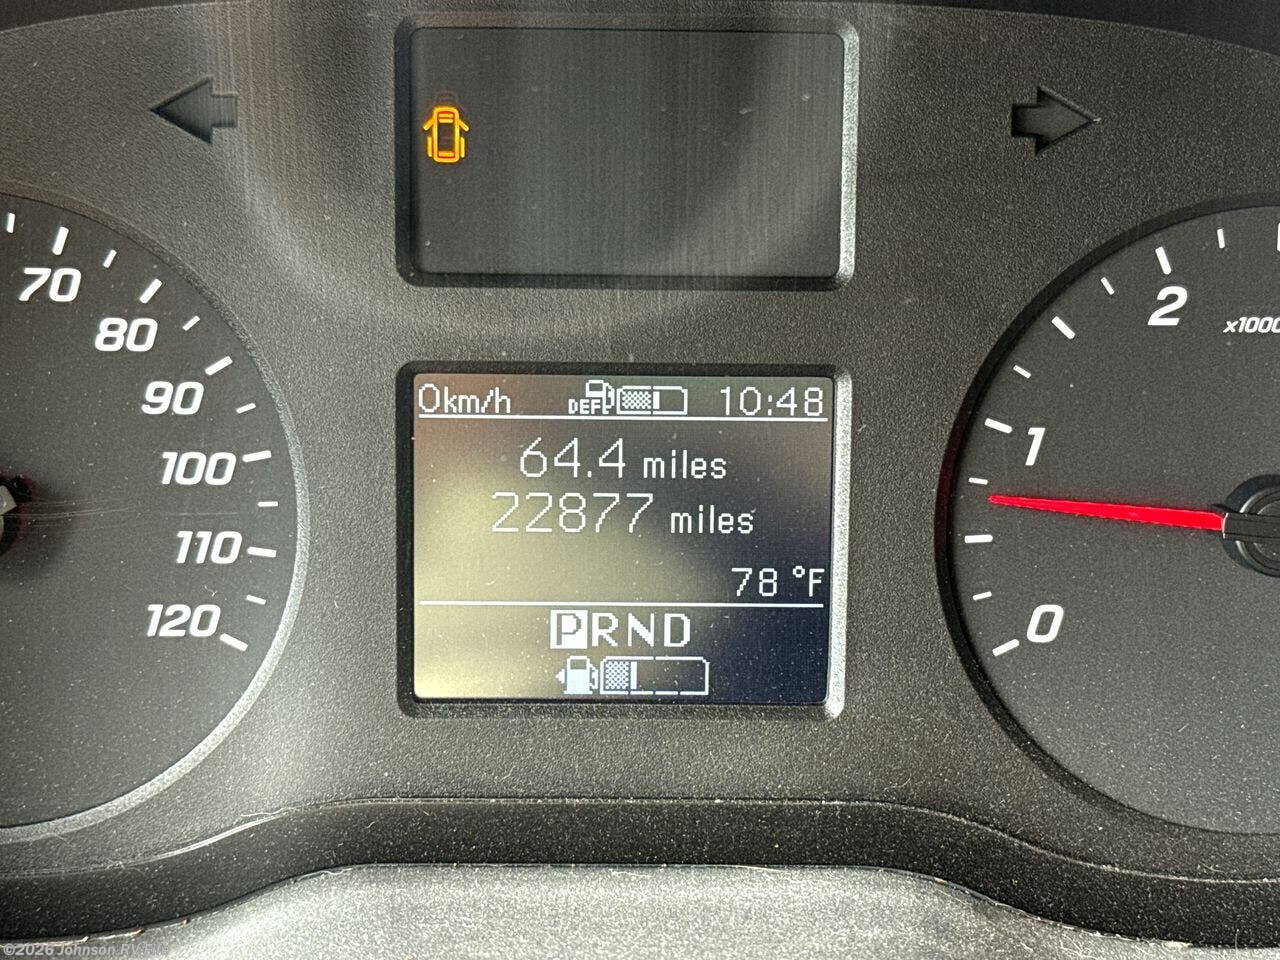 70
80
90
100
110
120
0km/h DEF 10:48
64.4 miles
22877 miles
78 °F
PRND
2
x1000
1
0
©2026 Johnson RV